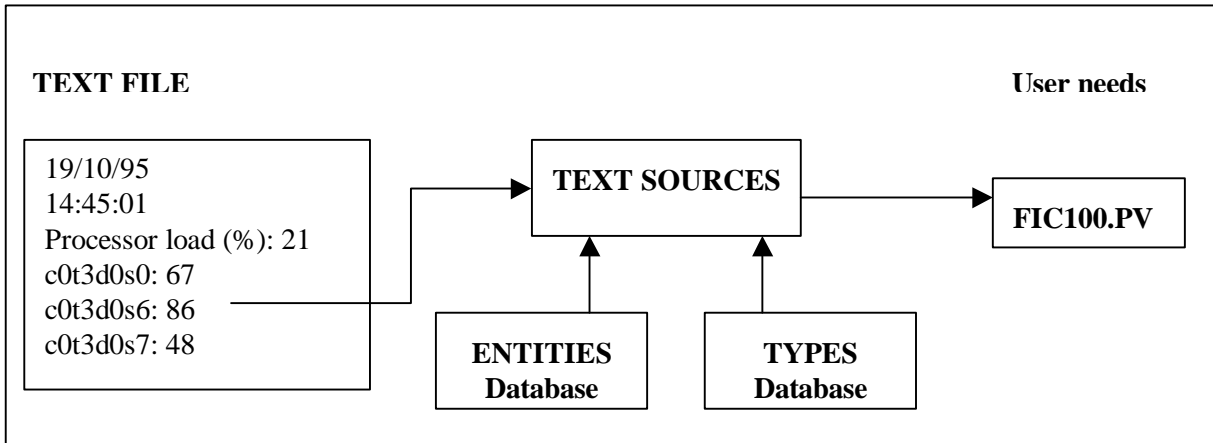 TEXT FILE
User needs
19/10/95
14:45:01
Processor load (%): 21
c0t3d0s0: 67
c0t3d0s6: 86
c0t3d0s7: 48
TEXT SOURCES
FIC100.PV
ENTITIES
Database
TYPES
Database